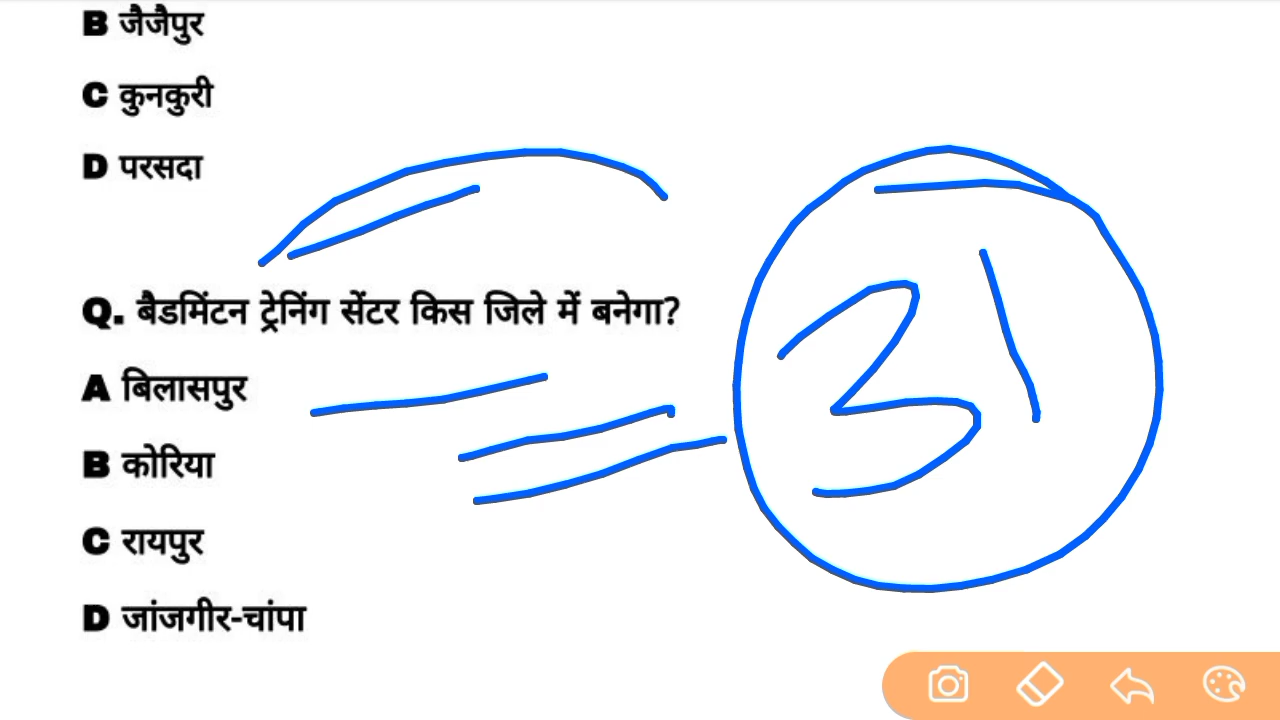 B जैजैपुर
C कुनकुरी
D परसदा
Q. बैडमिंटन ट्रेनिंग सेंटर किस जिले में बनेगा?
31
A बिलासपुर
B कोरिया
C रायपुर
D जांजगीर-चांपा